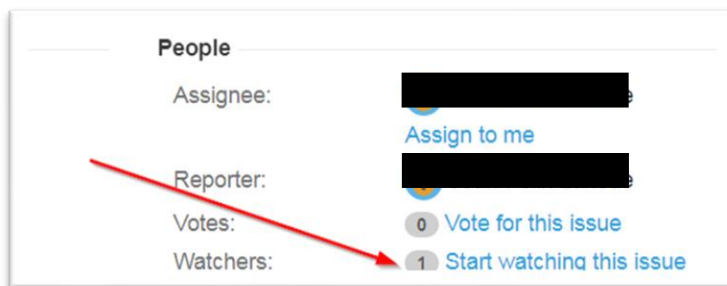 People
Assignee:
Assign to me
Reporter:
Votes: 0 Vote for this issue
Watchers: 1 Start watching this issue